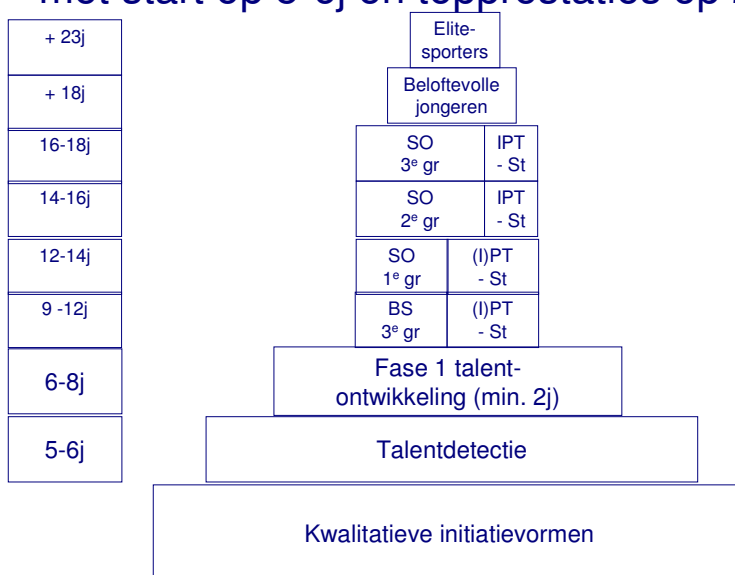 + 23j
Elite-
sporters
+ 18j
Beloftevolle
jongeren
16-18j
SO
3e gr
IPT
- St
14-16j
SO
2e gr
IPT
- St
12-14j
SO
1e gr
(I)PT
- St
9 -12j
BS
3e gr
(I)PT
- St
6-8j
Fase 1 talent-
ontwikkeling (min. 2j)
5-6j
Talentdetectie
Kwalitatieve initiatievormen